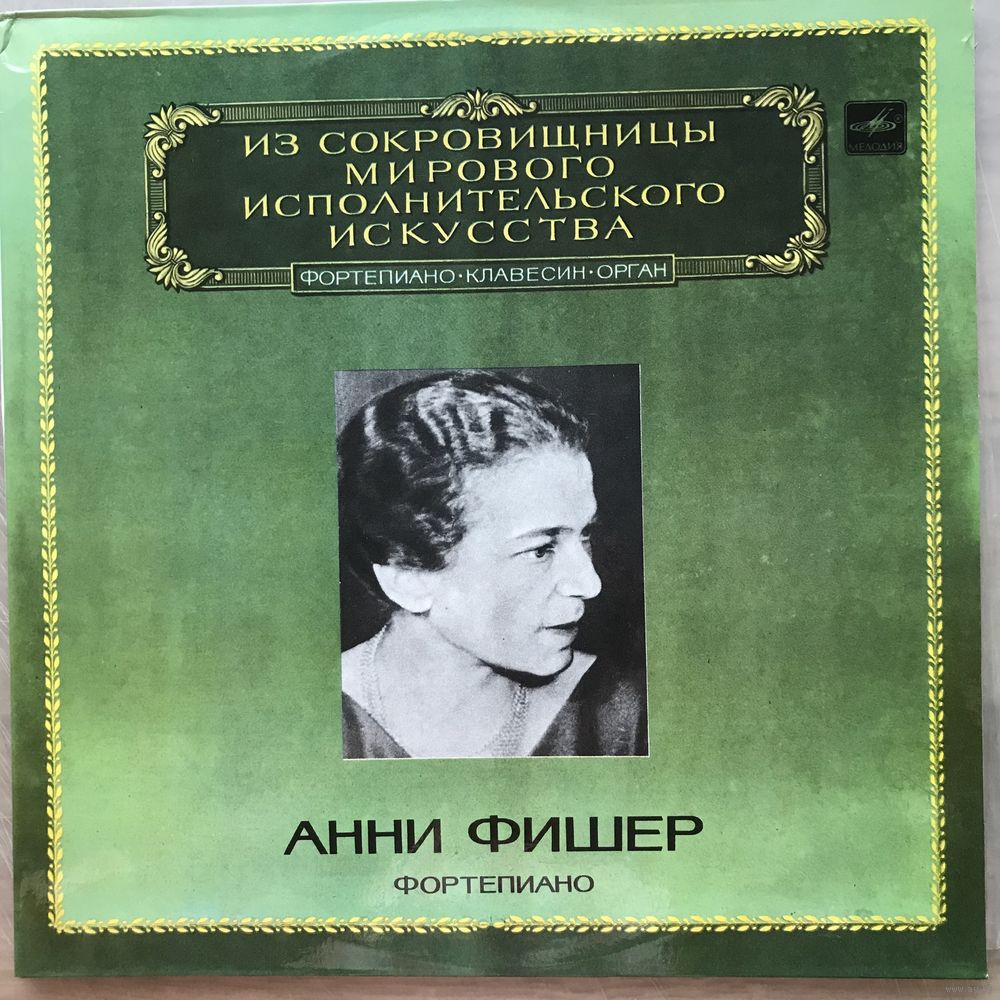 ИЗ СОКРОВИЩНИЦЫ
МИРОВОГО
ИСПОЛНИТЕЛЬСКОГО
ИСКУССТВА
ФОРТЕПИАНО·КЛАВЕСИН·ОРГАН
®
МЕЛОДИЯ
АННИ ФИШЕР
ФОРТЕПИАНО